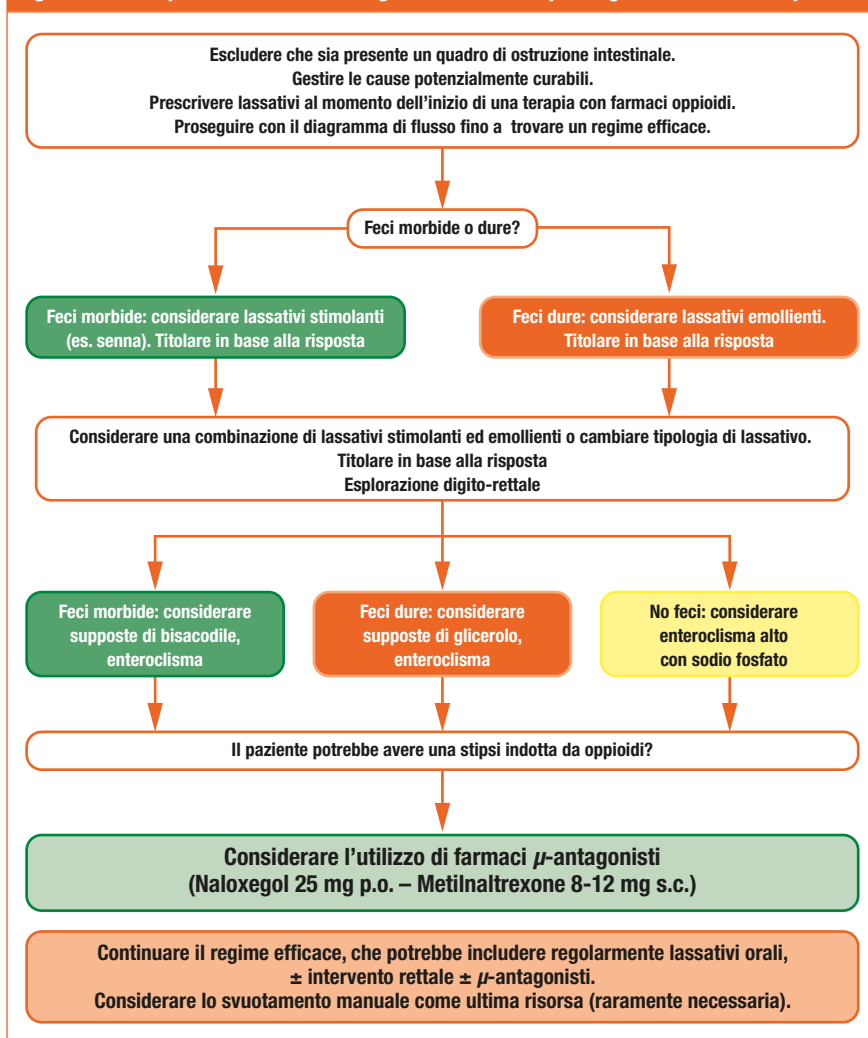 Escludere che sia presente un quadro di ostruzione intestinale.
Gestire le cause potenzialmente curabili.
Prescrivere lassativi al momento dell'inizio di una terapia con farmaci oppioidi.
Proseguire con il diagramma di flusso fino a trovare un regime efficace.
Feci morbide o dure?
Feci morbide: considerare lassativi stimolanti
(es. senna). Titolare in base alla risposta
Feci dure: considerare lassativi emollienti.
Titolare in base alla risposta
Considerare una combinazione di lassativi stimolanti ed emollienti o cambiare tipologia di lassativo.
Titolare in base alla risposta
Esplorazione digito-rettale
Feci morbide: considerare
supposte di bisacodile,
enteroclisma
Feci dure: considerare
supposte di glicerolo,
enteroclisma
No feci: considerare
enteroclisma alto
con sodio fosfato
Il paziente potrebbe avere una stipsi indotta da oppioidi?
Considerare l'utilizzo di farmaci µ-antagonisti
(Naloxegol 25 mg p.o. – Metilnaltrexone 8-12 mg s.c.)
Continuare il regime efficace, che potrebbe includere regolarmente lassativi orali,
± intervento rettale ± µ-antagonisti.
Considerare lo svuotamento manuale come ultima risorsa (raramente necessaria).